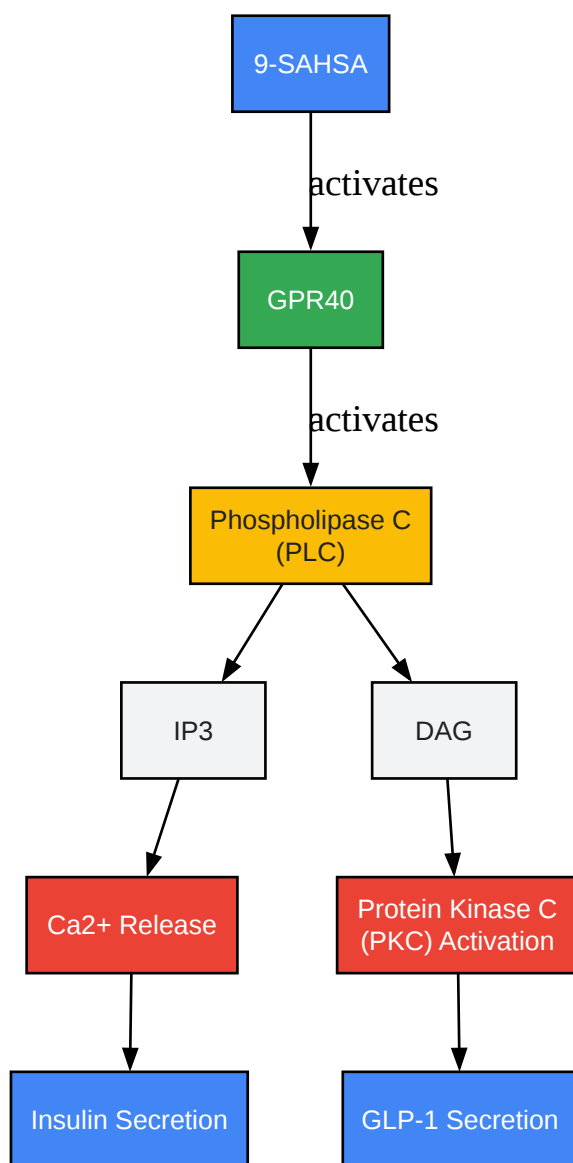 9-SAHSA
activates
GPR40
activates
Phospholipase C
(PLC)
IP3
DAG
Ca2+ Release
Protein Kinase C
(PKC) Activation
Insulin Secretion
GLP-1 Secretion